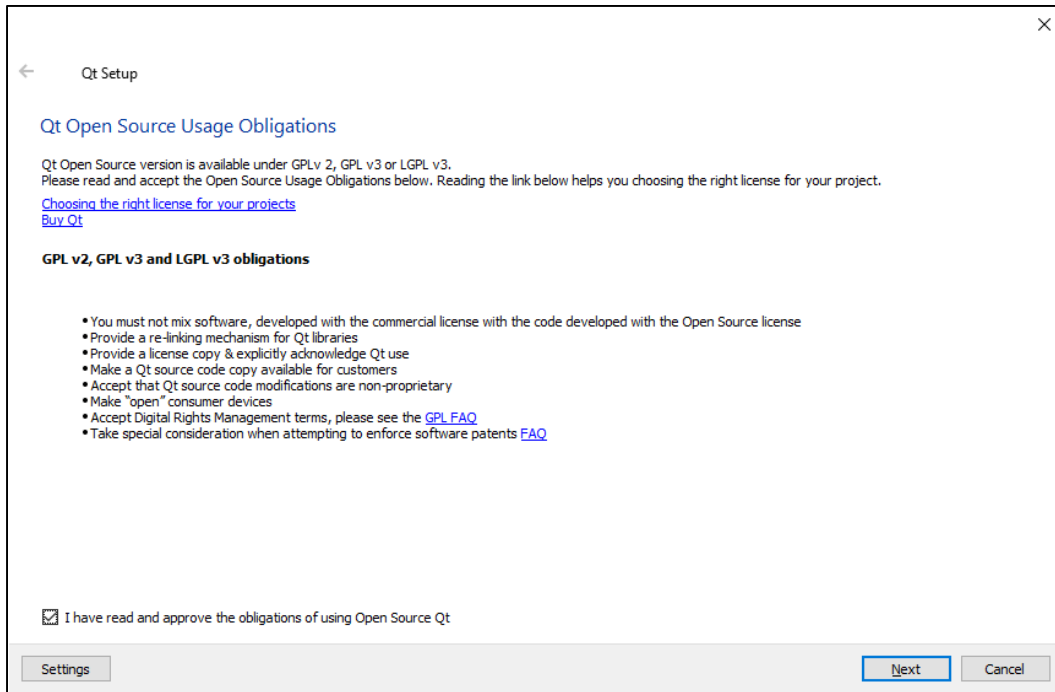 Qt Setup
Qt Open Source Usage Obligations
Qt Open Source version is available under GPLv 2, GPL v3 or LGPL v3.
Please read and accept the Open Source Usage Obligations below. Reading the link below helps you choosing the right license for your project.
Choosing the right license for your projects
Buy Qt
GPL v2, GPL v3 and LGPL v3 obligations
•You must not mix software, developed with the commercial license with the code developed with the Open Source license
•Provide a re-linking mechanism for Qt libraries
•Provide a license copy & explicitly acknowledge Qt use
•Make a Qt source code copy available for customers
•Accept that Qt source code modifications are non-proprietary
•Make "open" consumer devices
•Accept Digital Rights Management terms, please see the GPL FAQ
•Take special consideration when attempting to enforce software patents FAQ
I have read and approve the obligations of using Open Source Qt
Settings Next Cancel